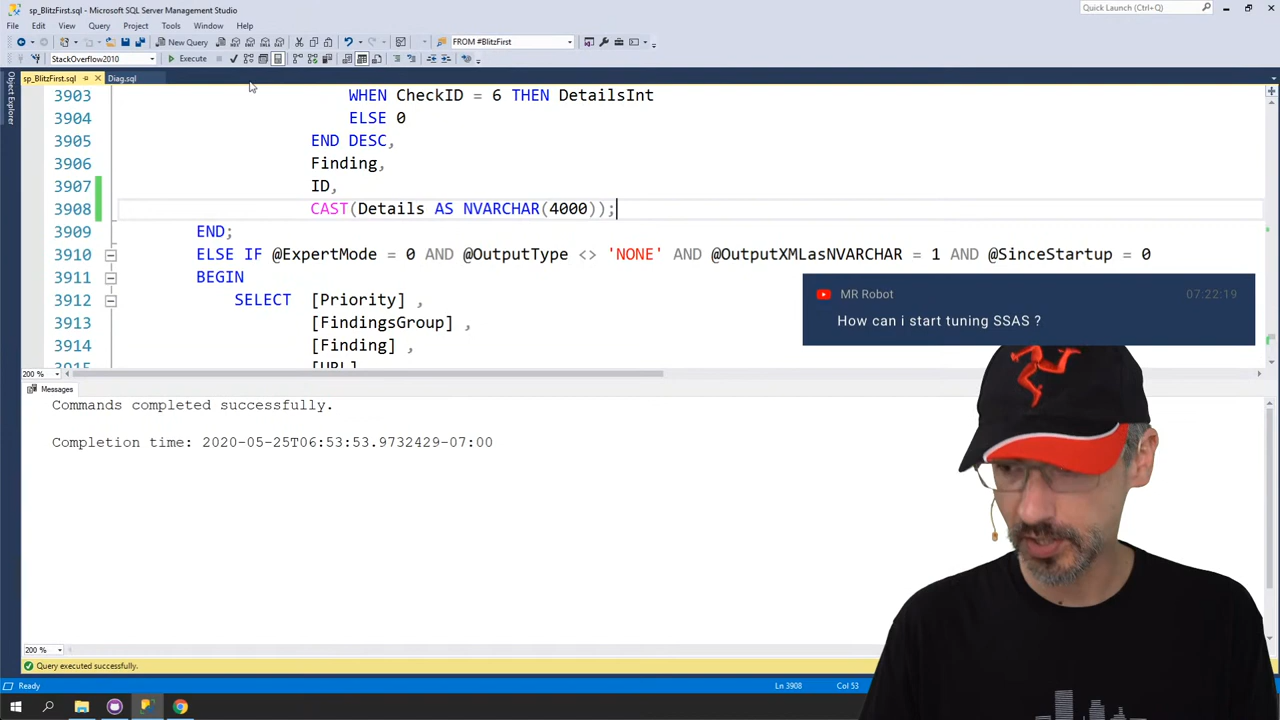 sp_BlitzFirst.sql - Microsoft SQL Server Management Studio
Quick Launch (Ctrl+Q)
File Edit View Query Project Tools Window Help
New Query
FROM #BlitzFirst
StackOverflow2010
Execute
Object Explorer
sp_BlitzFirst.sql
Diag.sql
3903 WHEN CheckID = 6 THEN DetailsInt
3904 ELSE 0
3905 END DESC,
3906 Finding,
3907 ID,
3908 CAST(Details AS NVARCHAR(4000));
3909 END;
3910 ELSE IF @ExpertMode = 0 AND @OutputType <> 'NONE' AND @OutputXMLasNVARCHAR = 1 AND @SinceStartup = 0
3911 BEGIN
3912 SELECT [Priority] ,
3913 [FindingsGroup] ,
3914 [Finding] ,
3915 [URL]
MR Robot
07:22:19
How can i start tuning SSAS ?
200 %
Messages
Commands completed successfully.
Completion time: 2020-05-25T06:53:53.9732429-07:00
200 %
Query executed successfully.
Ready
Ln 3908
Col 53